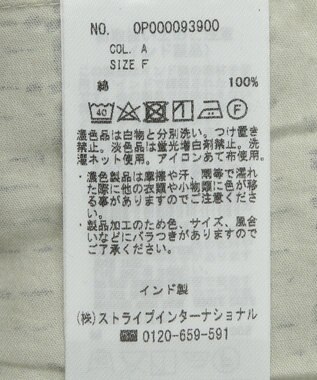 NO. 0P000093900
COL. A
SIZE F
綿 100%
40 F
濃色品は白物と分別洗い。つけ置き
禁止。淡色品は蛍光増白剤禁止。洗
濯ネット使用。アイロンあて布使用。
・濃色製品は摩擦や汗、雨等で濡れ
た際に他の衣類や小物類に色が移
る事がありますのでご注意くださ
い。
・製品加工のため色、サイズ、風合
いなどにバラつきがありますので
ご了承ください。
インド製
(株)ストライプインターナショナル
0120-659-591